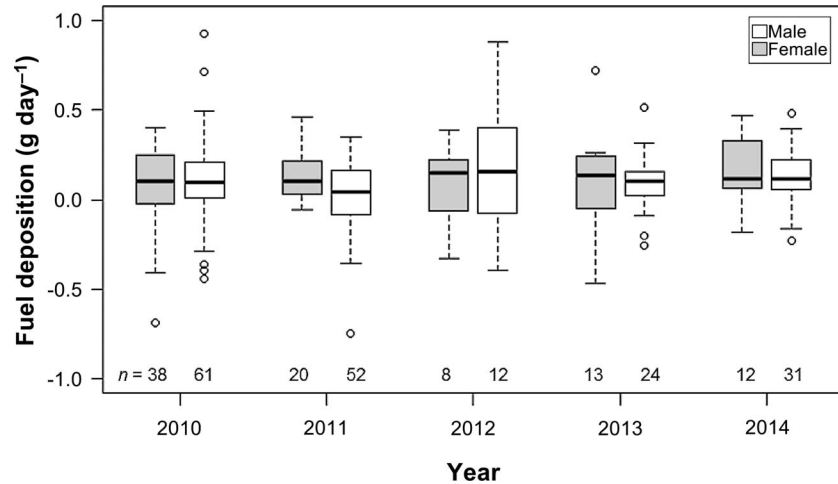 Fuel deposition (g day⁻¹)
1.0
0.5
0.0
-0.5
-1.0
Male
Female
n = 38 61 20 52 8 12 13 24 12 31
2010 2011 2012 2013 2014
Year